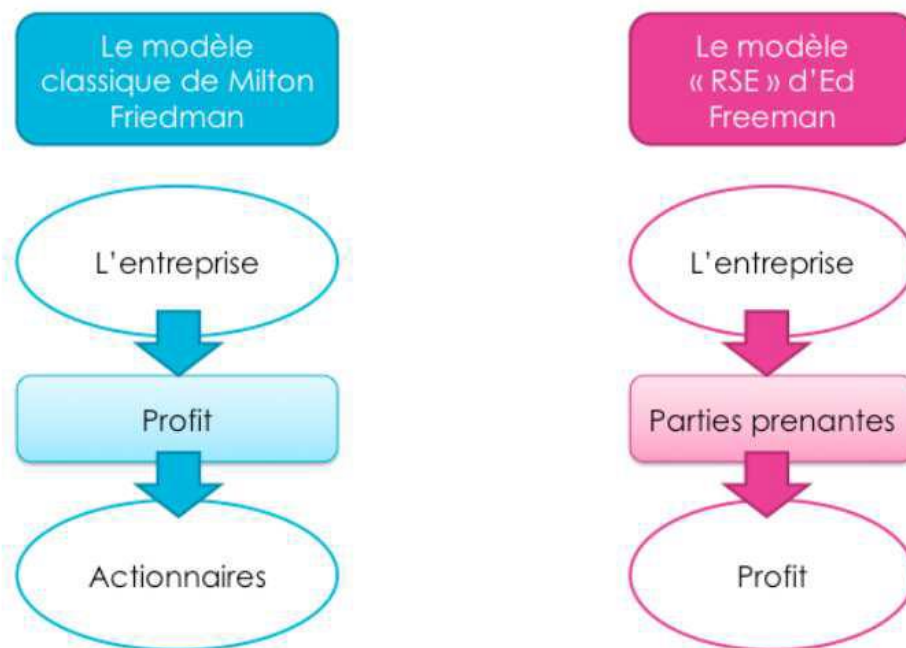 Le modèle
classique de Milton
Friedman
L'entreprise
Profit
Actionnaires
Le modèle
« RSE » d'Ed
Freeman
L'entreprise
Parties prenantes
Profit